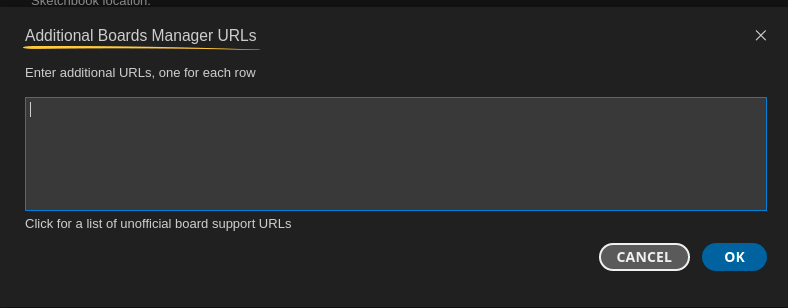 Sketchbook location:
Additional Boards Manager URLs
Enter additional URLs, one for each row
Click for a list of unofficial board support URLs
CANCEL
OK